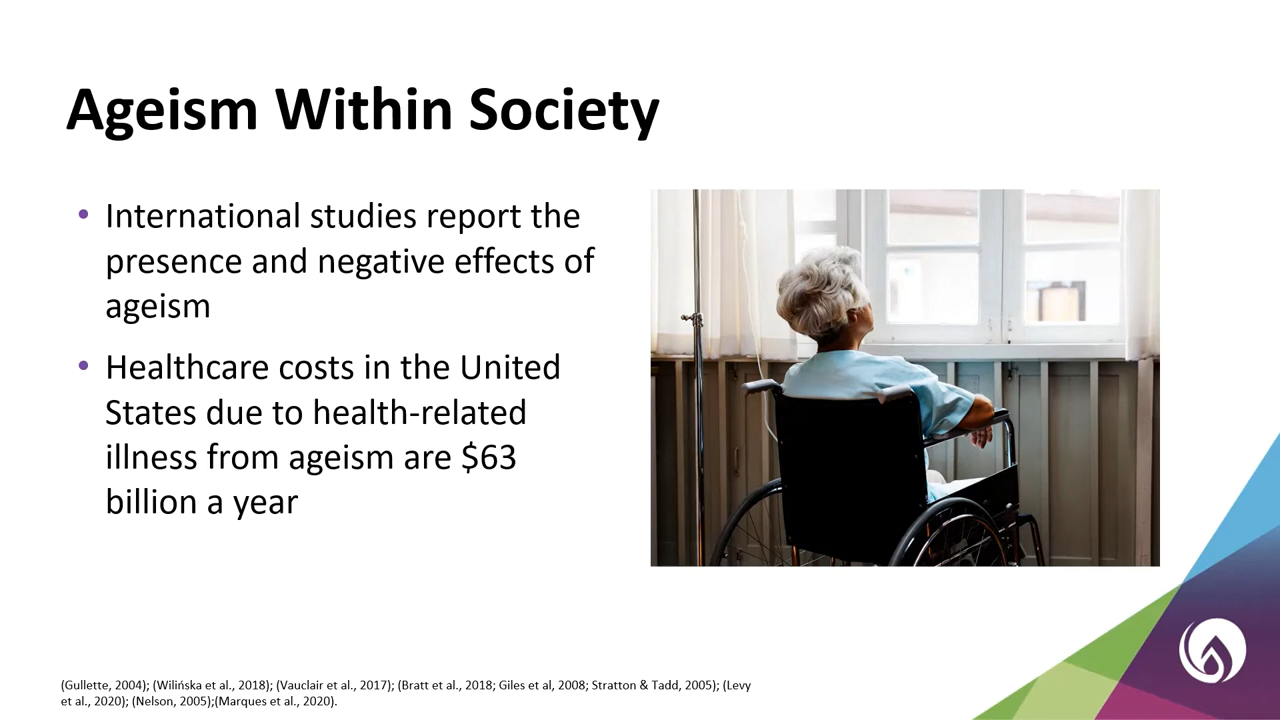 Ageism Within Society
• International studies report the
presence and negative effects of
ageism
• Healthcare costs in the United
States due to health-related
illness from ageism are $63
billion a year
(Gullette, 2004); (Wilińska et al., 2018); (Vauclair et al., 2017); (Bratt et al., 2018; Giles et al, 2008; Stratton & Tadd, 2005); (Levy
et al., 2020); (Nelson, 2005);(Marques et al., 2020).